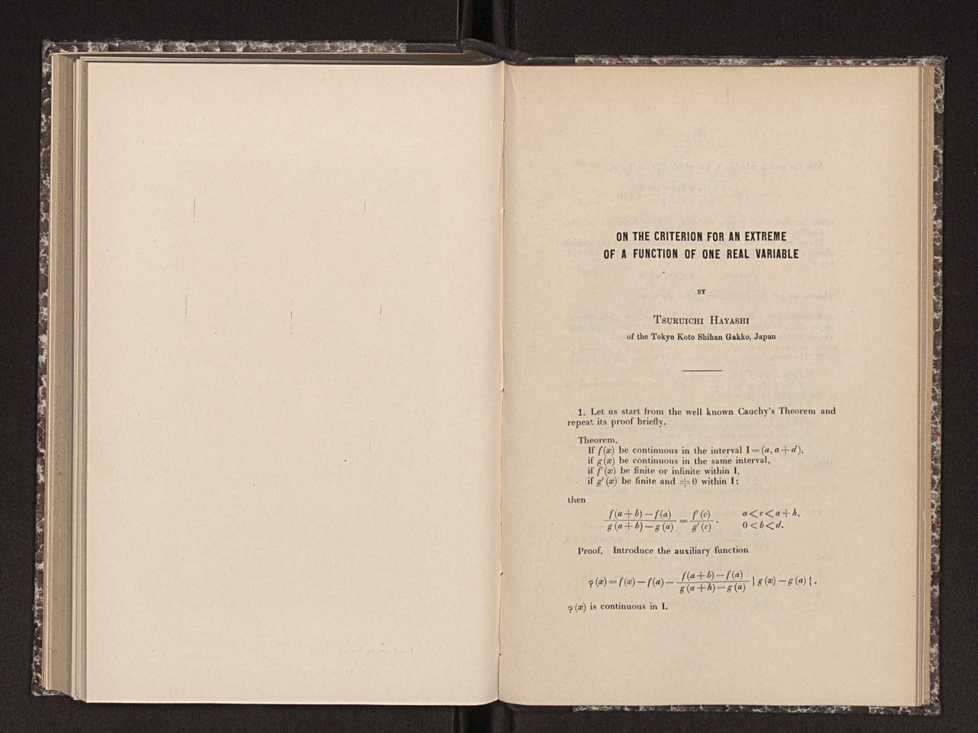 ON THE CRITERION FOR AN EXTREME
OF A FUNCTION OF ONE REAL VARIABLE
BY
TSURUICHI HAYASHI
of the Tokyo Koto Shihan Gakko, Japan
1. Let us start from the well known Cauchy's Theorem and
repeat its proof briefly.
Theorem.
If f(x) be continuous in the interval I=(a, a+d),
if g(x) be continuous in the same interval,
if f'(x) be finite or infinite within I,
if g'(x) be finite and ≠0 within I;
then
f(a+b)−f(a) / g(a+b)−g(a) = f'(c) / g'(c). a<c<a+h,
0<b<d.
Proof. Introduce the auxiliary function
φ(x)=f(x)−f(a)− f(a+b)−f(a) / g(a+h)−g(a) { g(x)−g(a) }.
φ(x) is continuous in I.